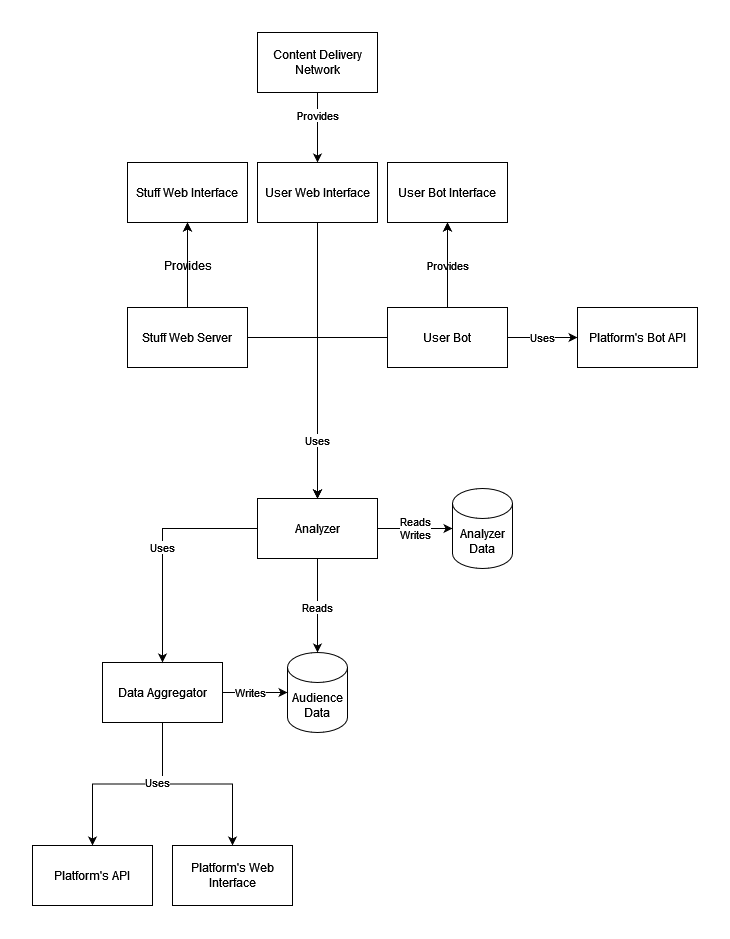 Content Delivery
Network
Provides
Stuff Web Interface
User Web Interface
User Bot Interface
Provides
Provides
Stuff Web Server
User Bot
Uses
Platform's Bot API
Uses
Analyzer
Reads
Writes
Analyzer
Data
Uses
Reads
Data Aggregator
Writes
Audience
Data
Uses
Platform's API
Platform's Web
Interface